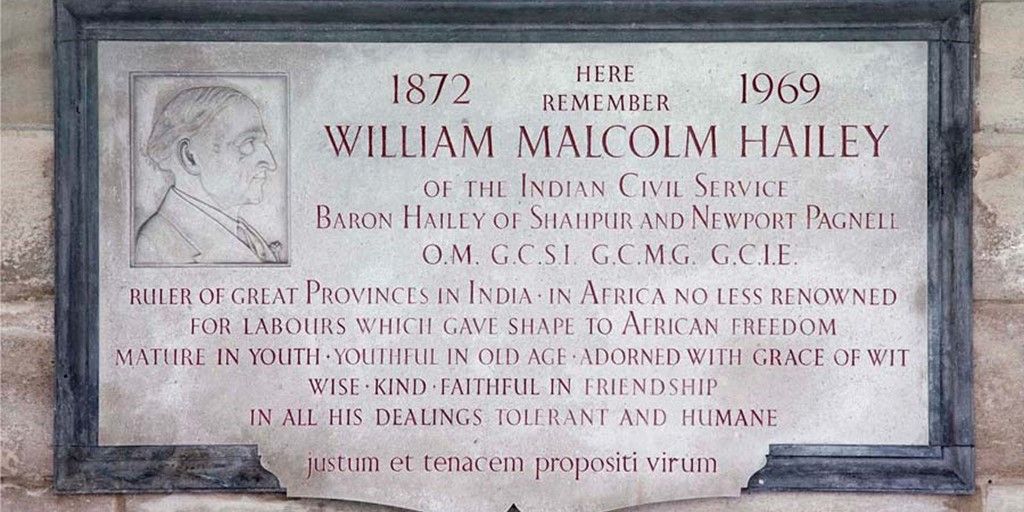 1872 HERE 1969
REMEMBER
WILLIAM MALCOLM HAILEY
OF THE INDIAN CIVIL SERVICE
BARON HAILEY OF SHAHPUR AND NEWPORT PAGNELL
O.M. G.C.S.I. G.C.M.G. G.C.I.E.
RULER OF GREAT PROVINCES IN INDIA · IN AFRICA NO LESS RENOWNED
FOR LABOURS WHICH GAVE SHAPE TO AFRICAN FREEDOM
MATURE IN YOUTH · YOUTHFUL IN OLD AGE · ADORNED WITH GRACE OF WIT
WISE · KIND · FAITHFUL IN FRIENDSHIP
IN ALL HIS DEALINGS TOLERANT AND HUMANE
justum et tenacem propositi virum